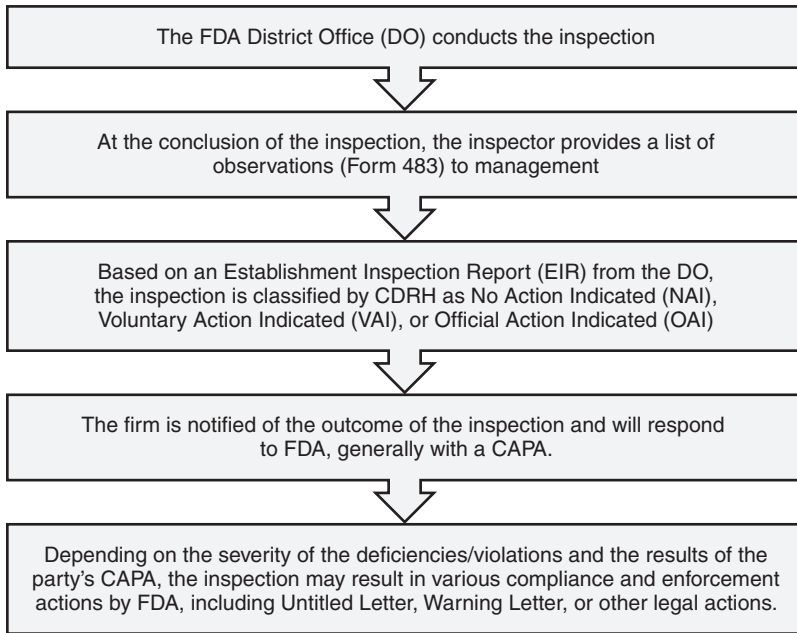 The FDA District Office (DO) conducts the inspection
At the conclusion of the inspection, the inspector provides a list of
observations (Form 483) to management
Based on an Establishment Inspection Report (EIR) from the DO,
the inspection is classified by CDRH as No Action Indicated (NAI),
Voluntary Action Indicated (VAI), or Official Action Indicated (OAI)
The firm is notified of the outcome of the inspection and will respond
to FDA, generally with a CAPA.
Depending on the severity of the deficiencies/violations and the results of the
party's CAPA, the inspection may result in various compliance and enforcement
actions by FDA, including Untitled Letter, Warning Letter, or other legal actions.